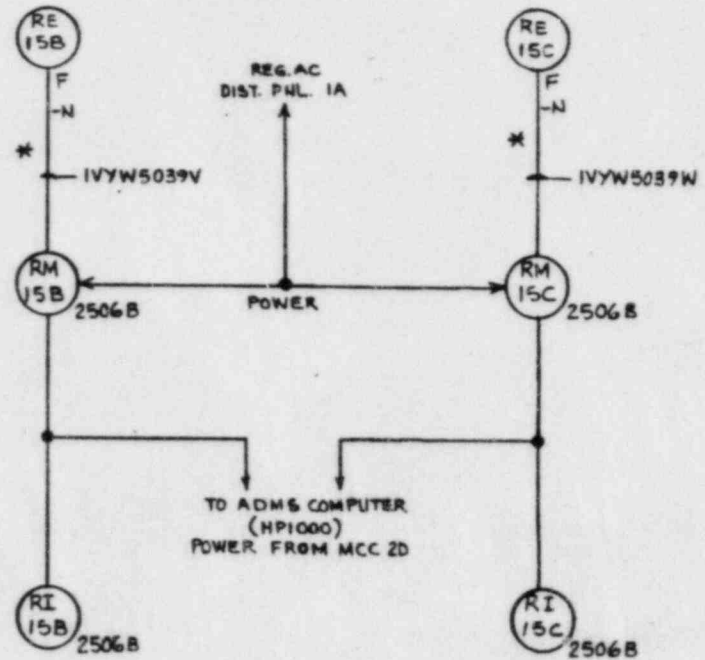 RE
15B
RE
15C
REG. AC
DIST. PNL. 1A
F
-N
F
-N
*
*
1VYW5039V
1VYW5039W
RM
15B
2506B
POWER
RM
15C
2506B
TO ADMS COMPUTER
(HP1000)
POWER FROM MCC 2D
RI
15B
2506B
RI
15C
2506B